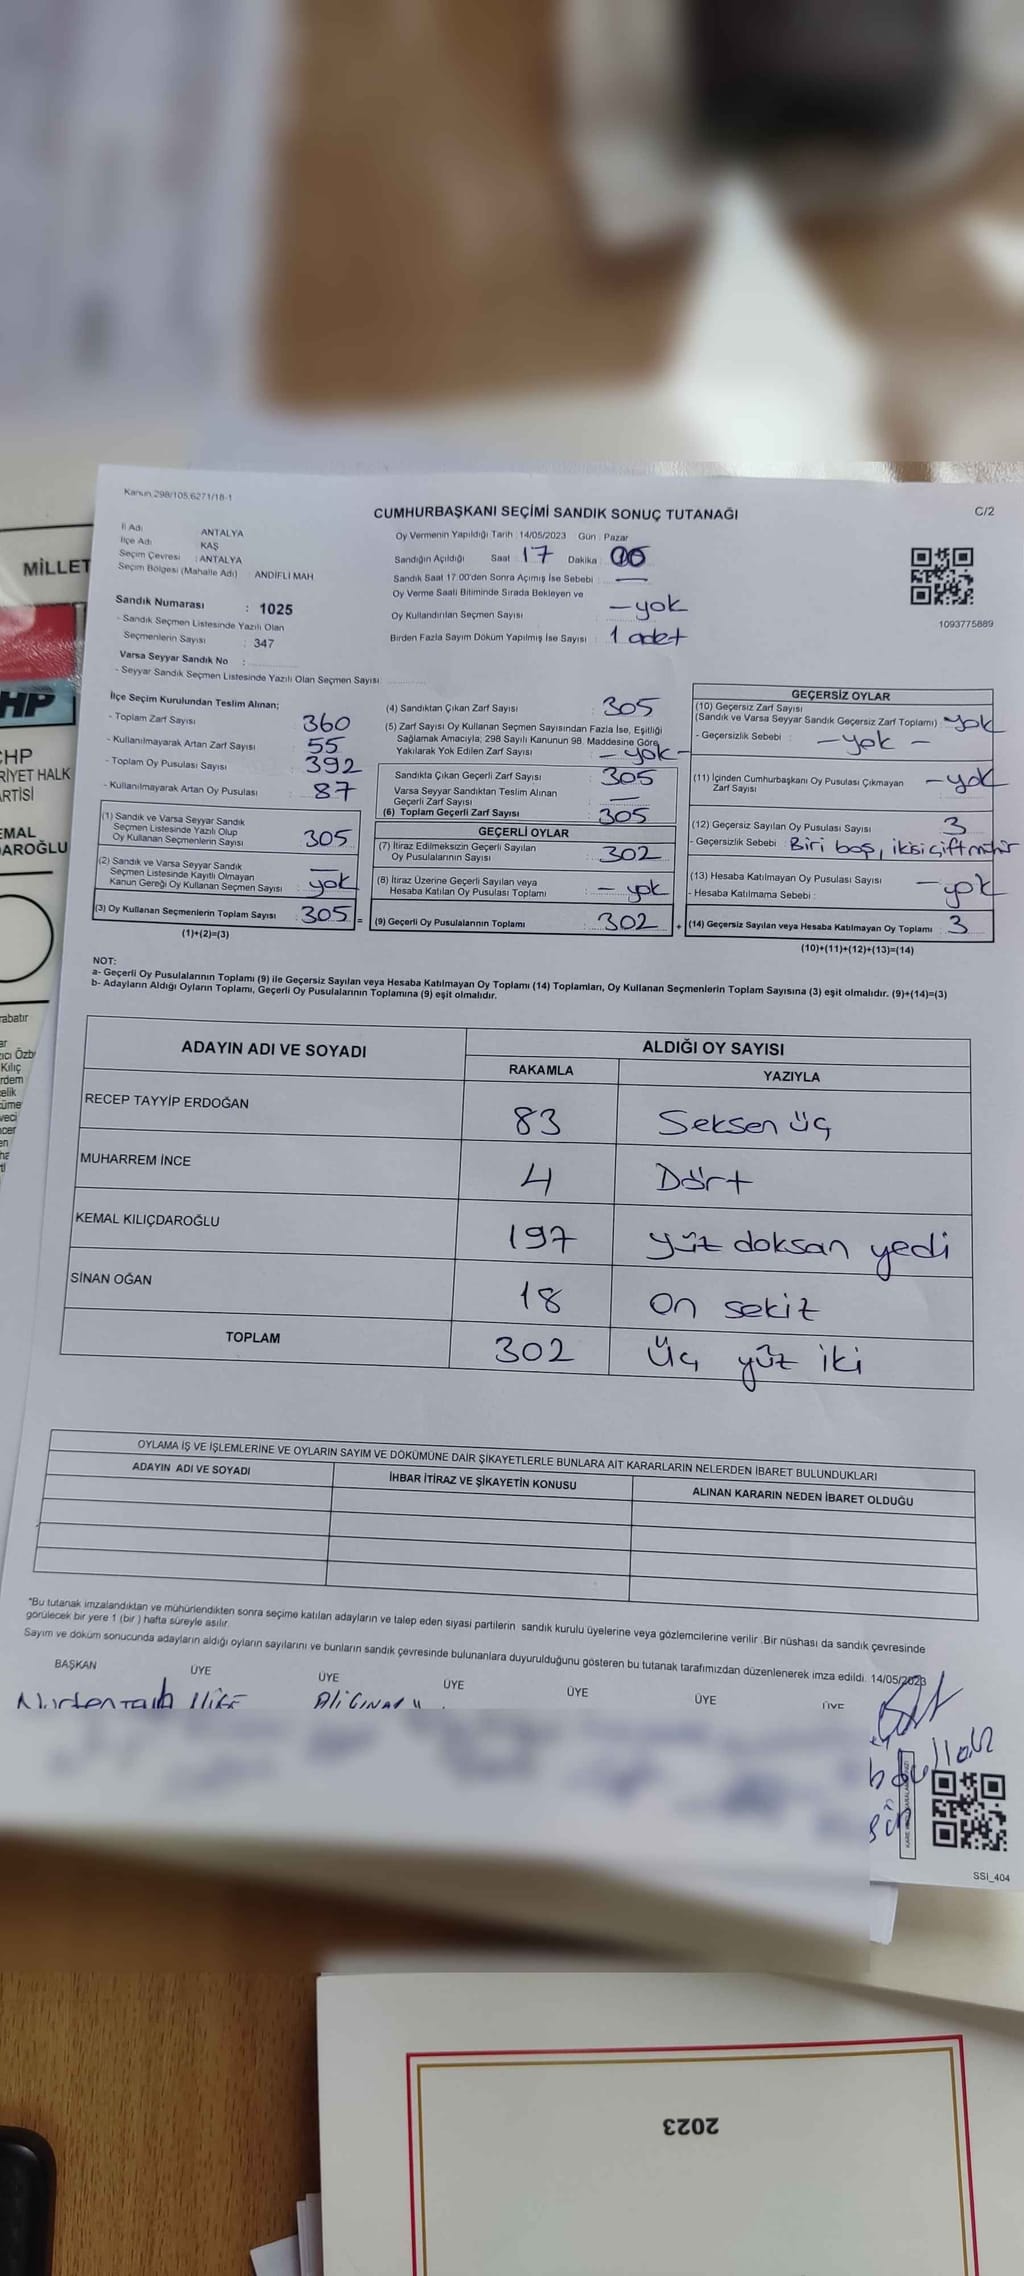 Kanun 298/105,6271/18-1
CUMHURBAŞKANI SEÇİMİ SANDIK SONUÇ TUTANAĞI
C/2
İl Adı : ANTALYA
İlçe Adı : KAŞ
Seçim Çevresi : ANTALYA
Seçim Bölgesi (Mahalle Adı) : ANDİFLİ MAH
Sandık Numarası : 1025
- Sandık Seçmen Listesinde Yazılı Olan
Seçmenlerin Sayısı : 347
Varsa Seyyar Sandık No :
- Seyyar Sandık Seçmen Listesinde Yazılı Olan Seçmen Sayısı:
Oy Vermenin Yapıldığı Tarih : 14/05/2023 Gün : Pazar
Sandığın Açıldığı Saat : 17 Dakika :
Sandık Saat 17:00'den Sonra Açımış İse Sebebi : —
Oy Verme Saati Bitiminde Sırada Bekleyen ve
Oy Kullandırılan Seçmen Sayısı : - yok
Birden Fazla Sayım Döküm Yapılmış İse Sayısı : 1 adet
1093775889
İlçe Seçim Kurulundan Teslim Alınan;
- Toplam Zarf Sayısı : 360
- Kullanılmayarak Artan Zarf Sayısı : 55
- Toplam Oy Pusulası Sayısı : 392
- Kullanılmayarak Artan Oy Pusulası : 87
(1) Sandık ve Varsa Seyyar Sandık
Seçmen Listesinde Yazılı Olup
Oy Kullanan Seçmenlerin Sayısı : 305
(2) Sandık ve Varsa Seyyar Sandık
Seçmen Listesinde Kayıtlı Olmayan
Kanun Gereği Oy Kullanan Seçmen Sayısı : yok
(3) Oy Kullanan Seçmenlerin Toplam Sayısı : 305 =
(1)+(2)=(3)
(4) Sandıktan Çıkan Zarf Sayısı : 305
(5) Zarf Sayısı Oy Kullanan Seçmen Sayısından Fazla İse, Eşitliği
Sağlamak Amacıyla; 298 Sayılı Kanunun 98. Maddesine Göre
Yakılarak Yok Edilen Zarf Sayısı : - yok -
Sandıkta Çıkan Geçerli Zarf Sayısı : 305
Varsa Seyyar Sandıktan Teslim Alınan
Geçerli Zarf Sayısı : —
(6) Toplam Geçerli Zarf Sayısı : 305
GEÇERLİ OYLAR
(7) İtiraz Edilmeksizin Geçerli Sayılan
Oy Pusulalarının Sayısı : 302
(8) İtiraz Üzerine Geçerli Sayılan veya
Hesaba Katılan Oy Pusulası Toplamı : - yok
(9) Geçerli Oy Pusulalarının Toplamı : 302 +
GEÇERSİZ OYLAR
(10) Geçersiz Zarf Sayısı
(Sandık ve Varsa Seyyar Sandık Geçersiz Zarf Toplamı) : yok
- Geçersizlik Sebebi : - yok -
(11) İçinden Cumhurbaşkanı Oy Pusulası Çıkmayan
Zarf Sayısı : - yok
(12) Geçersiz Sayılan Oy Pusulası Sayısı : 3
- Geçersizlik Sebebi : Biri boş, ikisi çift mühür
(13) Hesaba Katılmayan Oy Pusulası Sayısı : - yok
- Hesaba Katılmama Sebebi :
(14) Geçersiz Sayılan veya Hesaba Katılmayan Oy Toplamı : 3
(10)+(11)+(12)+(13)=(14)
NOT:
a- Geçerli Oy Pusulalarının Toplamı (9) ile Geçersiz Sayılan veya Hesaba Katılmayan Oy Toplamı (14) Toplamları, Oy Kullanan Seçmenlerin Toplam Sayısına (3) eşit olmalıdır. (9)+(14)=(3)
b- Adayların Aldığı Oyların Toplamı, Geçerli Oy Pusulalarının Toplamına (9) eşit olmalıdır.
ADAYIN ADI VE SOYADI ALDIĞI OY SAYISI
RAKAMLA YAZIYLA
RECEP TAYYİP ERDOĞAN 83 Seksen üç
MUHARREM İNCE 4 Dört
KEMAL KILIÇDAROĞLU 197 yüz doksan yedi
SİNAN OĞAN 18 on sekiz
TOPLAM 302 Üç yüz iki
OYLAMA İŞ VE İŞLEMLERİNE VE OYLARIN SAYIM VE DÖKÜMÜNE DAİR ŞİKAYETLERLE BUNLARA AİT KARARLARIN NELERDEN İBARET BULUNDUKLARI
ADAYIN ADI VE SOYADI İHBAR İTİRAZ VE ŞİKAYETİN KONUSU ALINAN KARARIN NEDEN İBARET OLDUĞU
*Bu tutanak imzalandıktan ve mühürlendikten sonra seçime katılan adayların ve talep eden siyasi partilerin sandık kurulu üyelerine veya gözlemcilerine verilir. Bir nüshası da sandık çevresinde
görülecek bir yere 1 (bir) hafta süreyle asılır.
Sayım ve döküm sonucunda adayların aldığı oyların sayılarını ve bunların sandık çevresinde bulunanlara duyurulduğunu gösteren bu tutanak tarafımızdan düzenlenerek imza edildi. 14/05/2023
BAŞKAN ÜYE ÜYE ÜYE ÜYE ÜYE ÜYE
SSI_404
MİLLET
HP
CHP
RİYET HALK
ARTİSİ
EMAL
DAROĞLU
2023